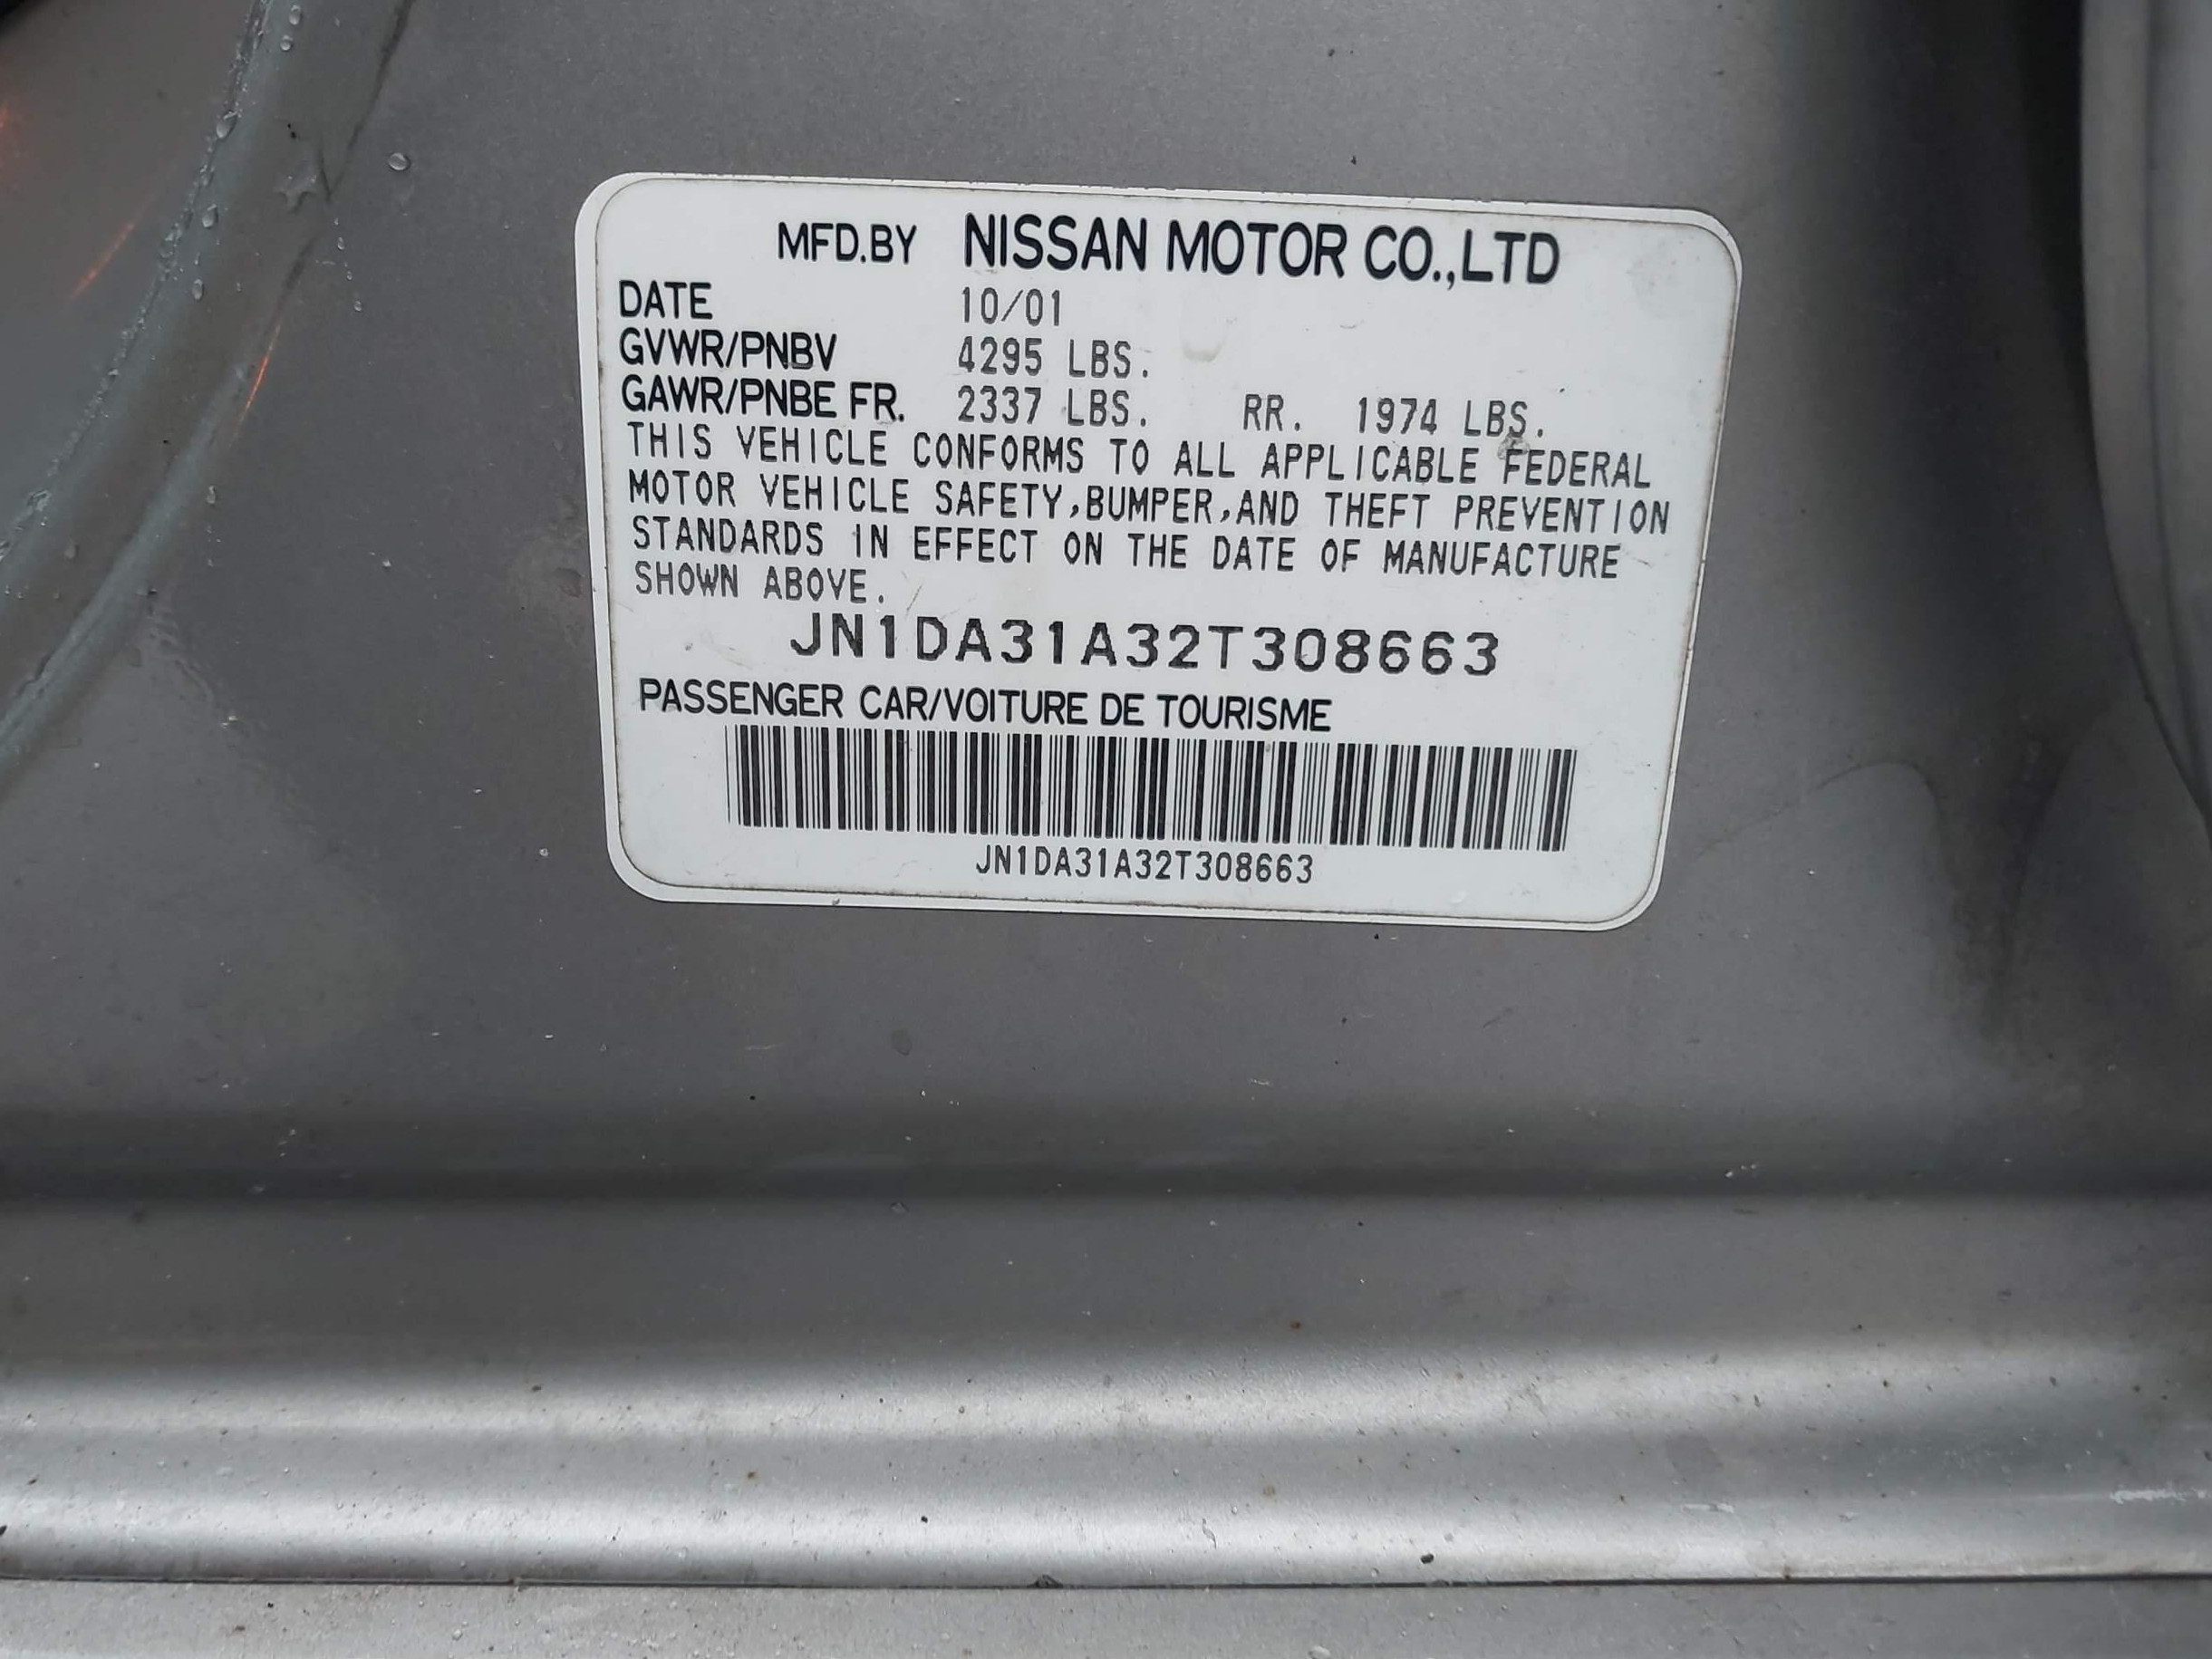 MFD.BY NISSAN MOTOR CO.,LTD
DATE 10/01
GVWR/PNBV 4295 LBS.
GAWR/PNBE FR. 2337 LBS. RR. 1974 LBS.
THIS VEHICLE CONFORMS TO ALL APPLICABLE FEDERAL
MOTOR VEHICLE SAFETY,BUMPER,AND THEFT PREVENTION
STANDARDS IN EFFECT ON THE DATE OF MANUFACTURE
SHOWN ABOVE.
JN1DA31A32T308663
PASSENGER CAR/VOITURE DE TOURISME
JN1DA31A32T308663